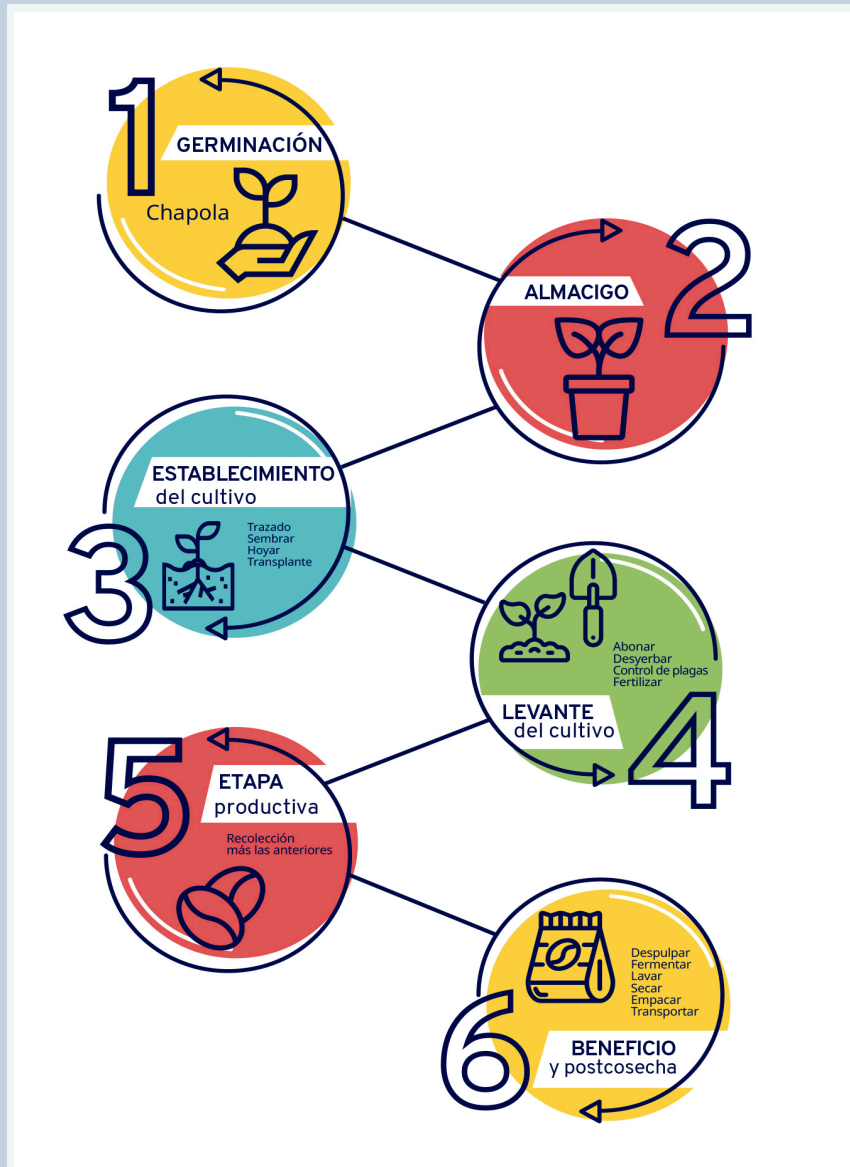 1
GERMINACIÓN
Chapola
2
ALMACIGO
3
ESTABLECIMIENTO
del cultivo
Trazado
Sembrar
Hoyar
Transplante
4
Abonar
Desyerbar
Control de plagas
Fertilizar
LEVANTE
del cultivo
5
ETAPA
productiva
Recolección
más las anteriores
6
Despulpar
Fermentar
Lavar
Secar
Empacar
Transportar
BENEFICIO
y postcosecha